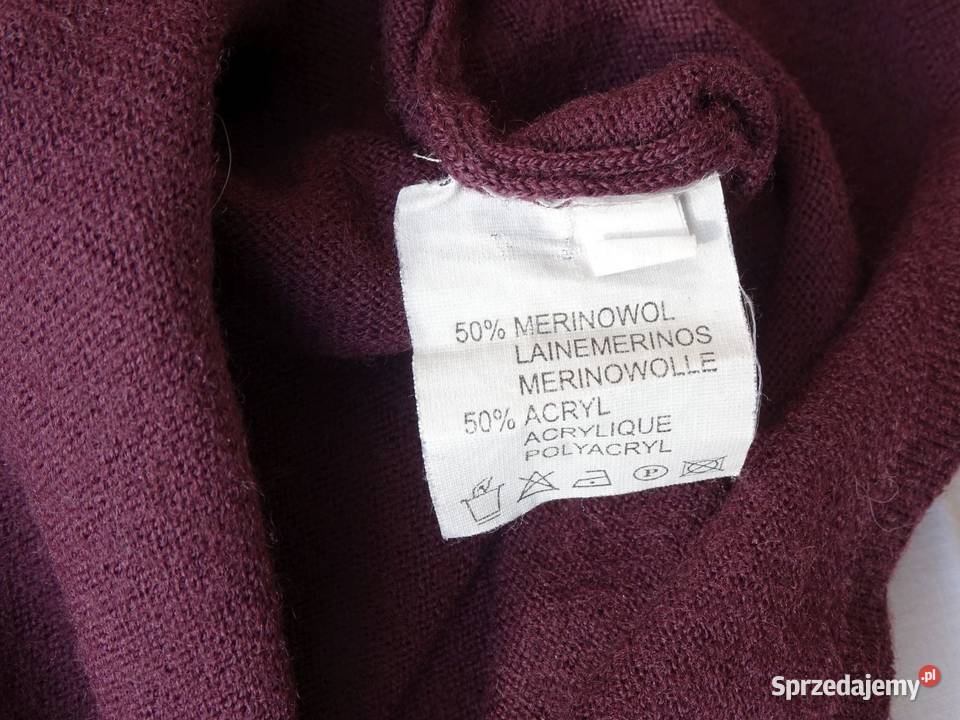 50% MERINOWOL
LAINEMERINOS
MERINOWOLLE
50% ACRYL
ACRYLIQUE
POLYACRYL
P
Sprzedajemy.pl